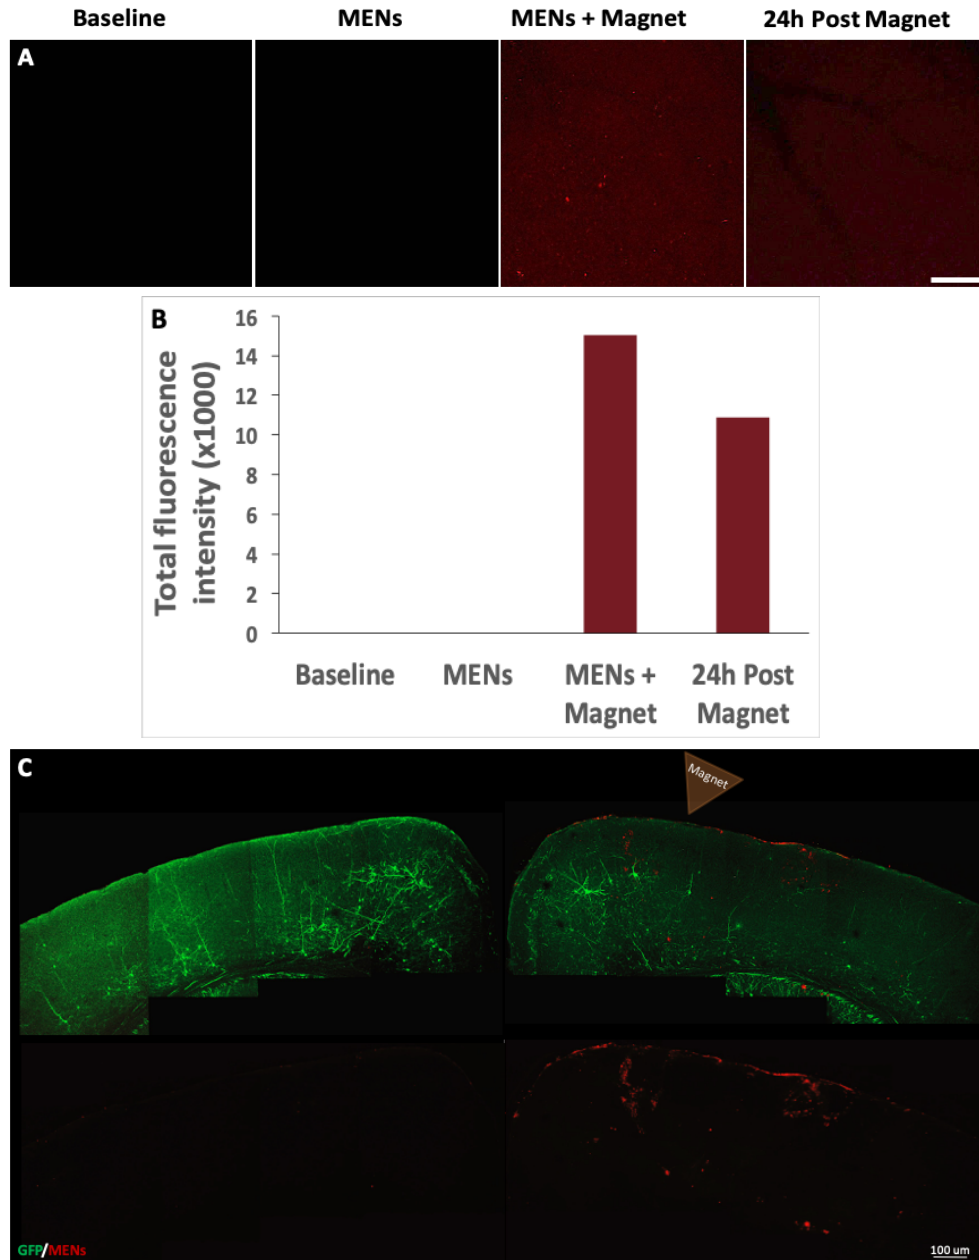 Baseline MENs MENs + Magnet 24h Post Magnet
A
B
Total fluorescence
intensity (x1000)
16
14
12
10
8
6
4
2
0
Baseline MENs MENs + 24h Post
Magnet Magnet
C
Magnet
GFP/MENs
100 um